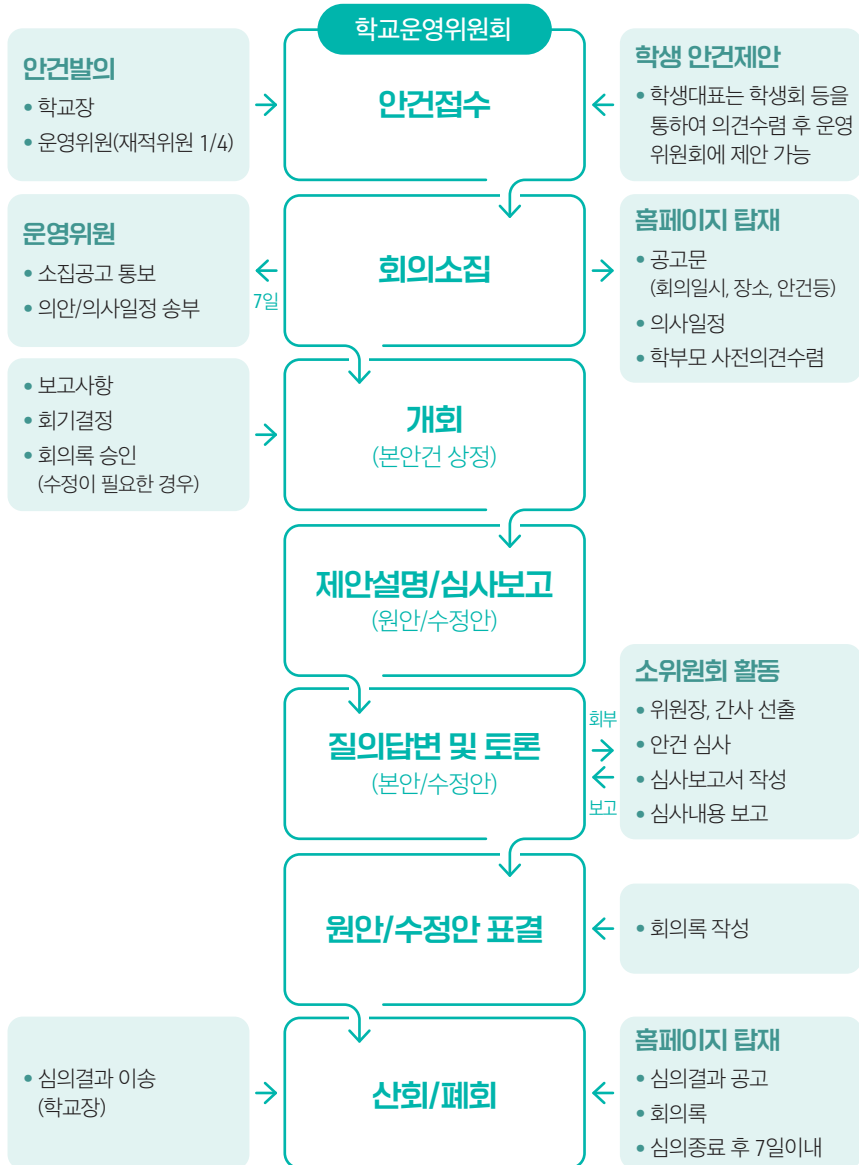 학교운영위원회
안건발의
• 학교장
• 운영위원(재적위원 1/4)
안건접수
학생 안건제안
• 학생대표는 학생회 등을
통하여 의견수렴 후 운영
위원회에 제안 가능
운영위원
• 소집공고 통보
• 의안/의사일정 송부
7일
회의소집
홈페이지 탑재
• 공고문
(회의일시, 장소, 안건등)
• 의사일정
• 학부모 사전의견수렴
• 보고사항
• 회기결정
• 회의록 승인
(수정이 필요한 경우)
개회
(본안건 상정)
제안설명/심사보고
(원안/수정안)
질의답변 및 토론
(본안/수정안)
회부
보고
소위원회 활동
• 위원장, 간사 선출
• 안건 심사
• 심사보고서 작성
• 심사내용 보고
원안/수정안 표결
• 회의록 작성
• 심의결과 이송
(학교장)
산회/폐회
홈페이지 탑재
• 심의결과 공고
• 회의록
• 심의종료 후 7일이내